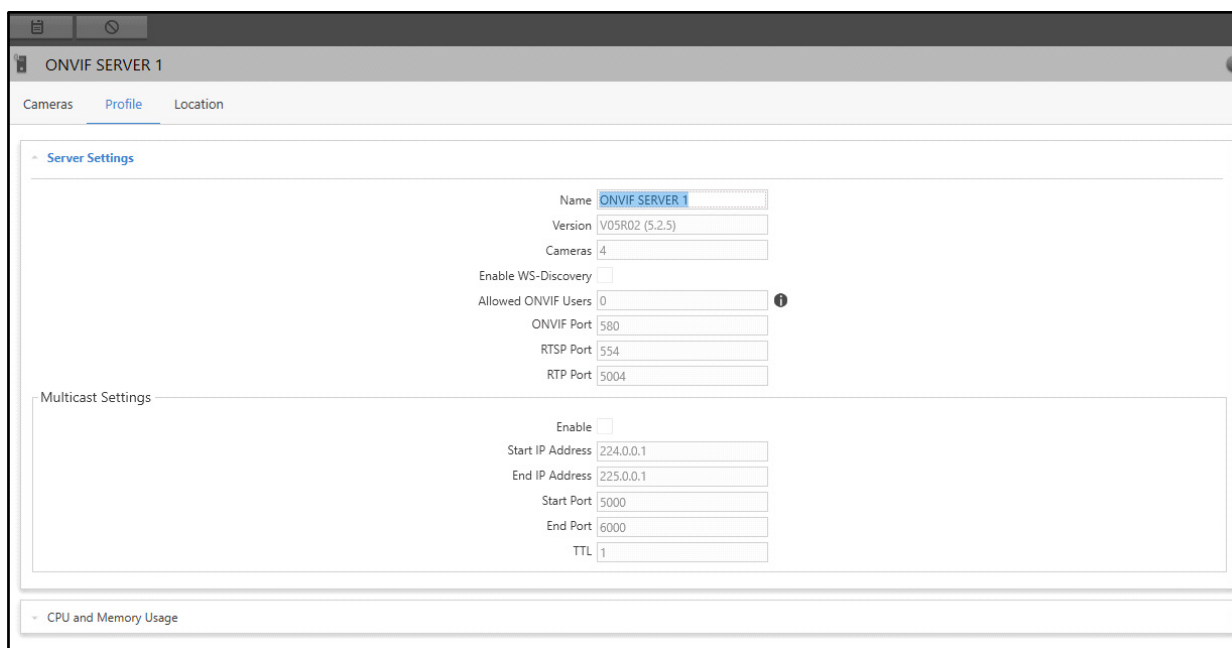 ONVIF SERVER 1
Cameras Profile Location
Server Settings
Name ONVIF SERVER 1
Version V05R02 (5.2.5)
Cameras 4
Enable WS-Discovery
Allowed ONVIF Users 0
ONVIF Port 580
RTSP Port 554
RTP Port 5004
Multicast Settings
Enable
Start IP Address 224.0.0.1
End IP Address 225.0.0.1
Start Port 5000
End Port 6000
TTL 1
CPU and Memory Usage